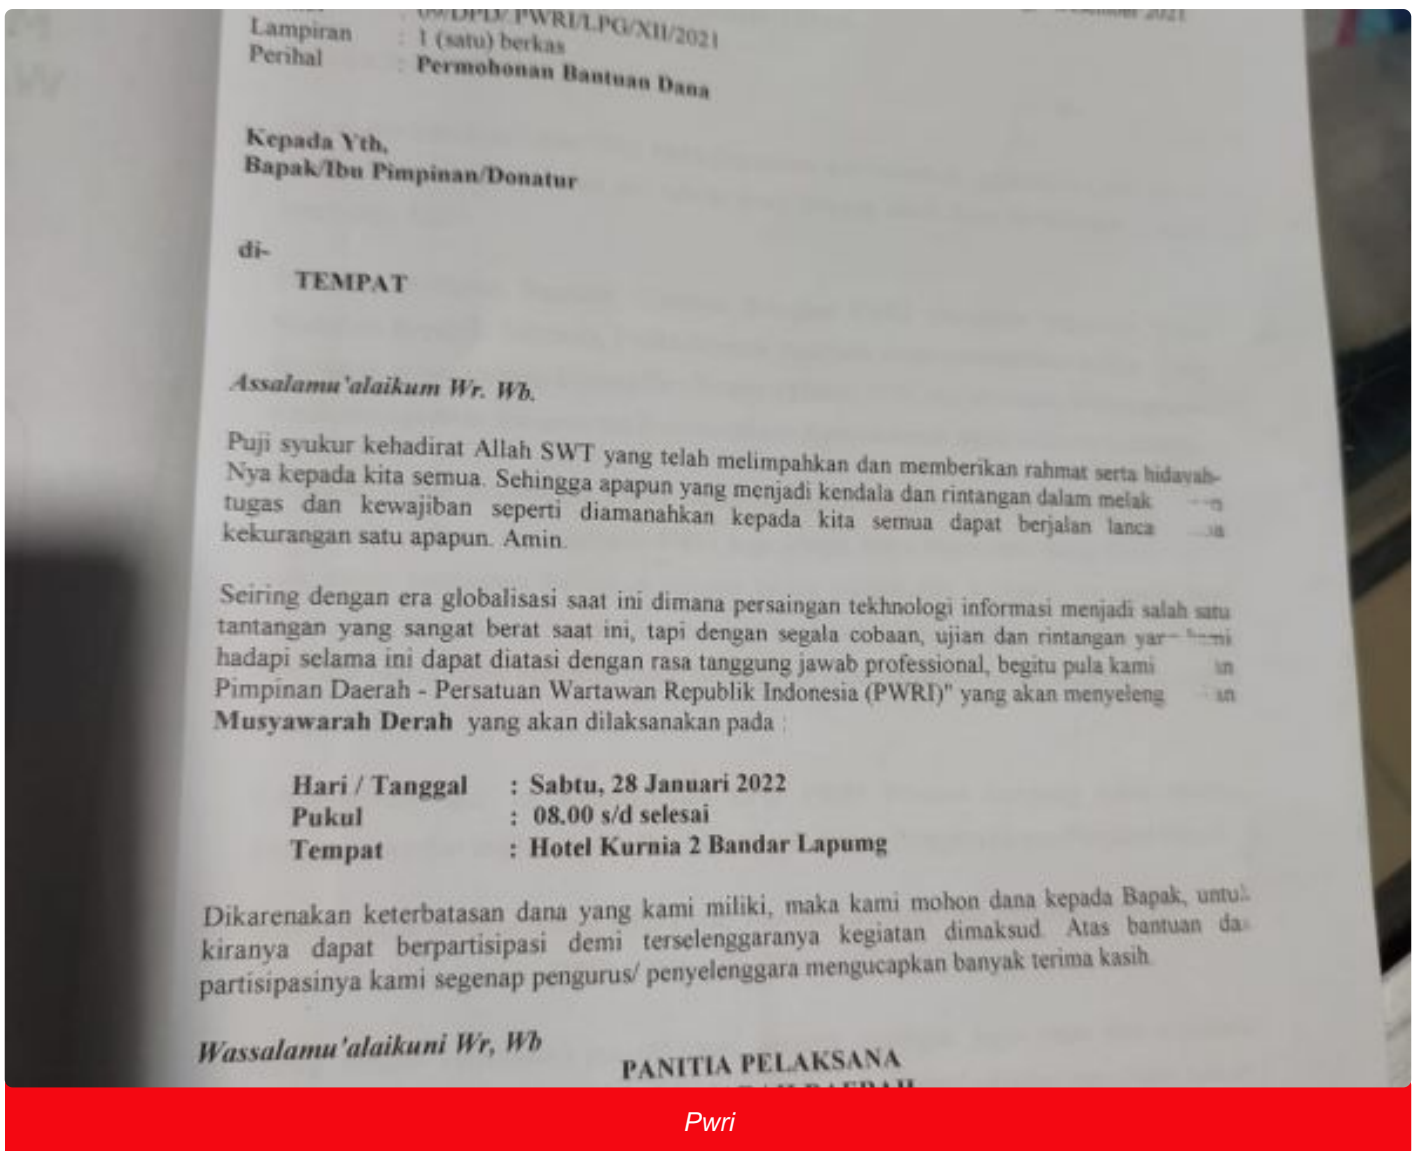 09/DPD/ PWRI/LPG/XII/2021
2021
Lampiran : 1 (satu) berkas
Perihal : Permohonan Bantuan Dana
Kepada Yth,
Bapak/Ibu Pimpinan/Donatur
di-
TEMPAT
Assalamu'alaikum Wr. Wb.
Puji syukur kehadirat Allah SWT yang telah melimpahkan dan memberikan rahmat serta hidayah-
Nya kepada kita semua. Sehingga apapun yang menjadi kendala dan rintangan dalam melak
tugas dan kewajiban seperti diamanahkan kepada kita semua dapat berjalan lanca
kekurangan satu apapun. Amin.
Seiring dengan era globalisasi saat ini dimana persaingan tekhnologi informasi menjadi salah satu
tantangan yang sangat berat saat ini, tapi dengan segala cobaan, ujian dan rintangan
hadapi selama ini dapat diatasi dengan rasa tanggung jawab professional, begitu pula kami
Pimpinan Daerah - Persatuan Wartawan Republik Indonesia (PWRI)" yang akan menyeleng
Musyawarah Derah yang akan dilaksanakan pada :
Hari / Tanggal : Sabtu, 28 Januari 2022
Pukul : 08.00 s/d selesai
Tempat : Hotel Kurnia 2 Bandar Lapumg
Dikarenakan keterbatasan dana yang kami miliki, maka kami mohon dana kepada Bapak, untuk
kiranya dapat berpartisipasi demi terselenggaranya kegiatan dimaksud. Atas bantuan da
partisipasinya kami segenap pengurus/ penyelenggara mengucapkan banyak terima kasih.
Wassalamu'alaikuni Wr, Wb
PANITIA PELAKSANA
Pwri